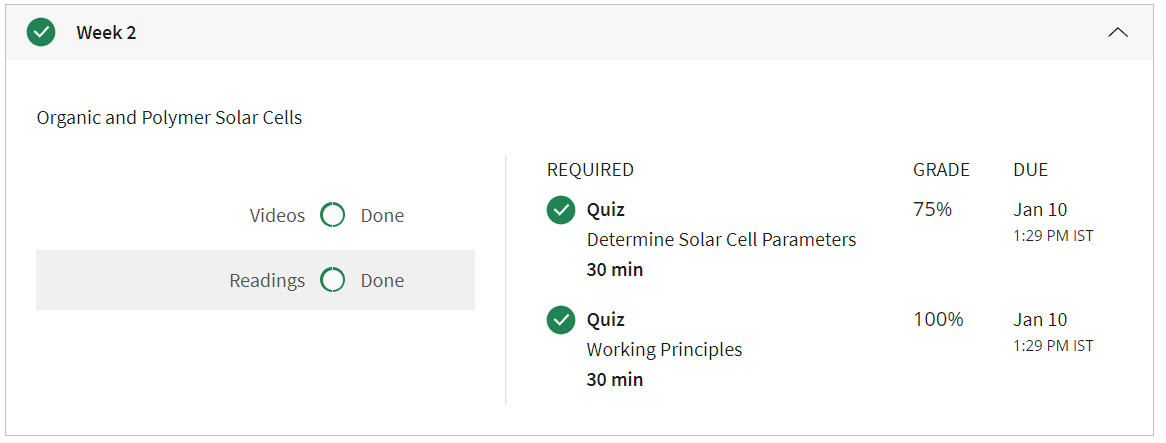 Week 2
Organic and Polymer Solar Cells
Videos Done
Readings Done
REQUIRED GRADE DUE
Quiz 75% Jan 10
Determine Solar Cell Parameters 1:29 PM IST
30 min
Quiz 100% Jan 10
Working Principles 1:29 PM IST
30 min